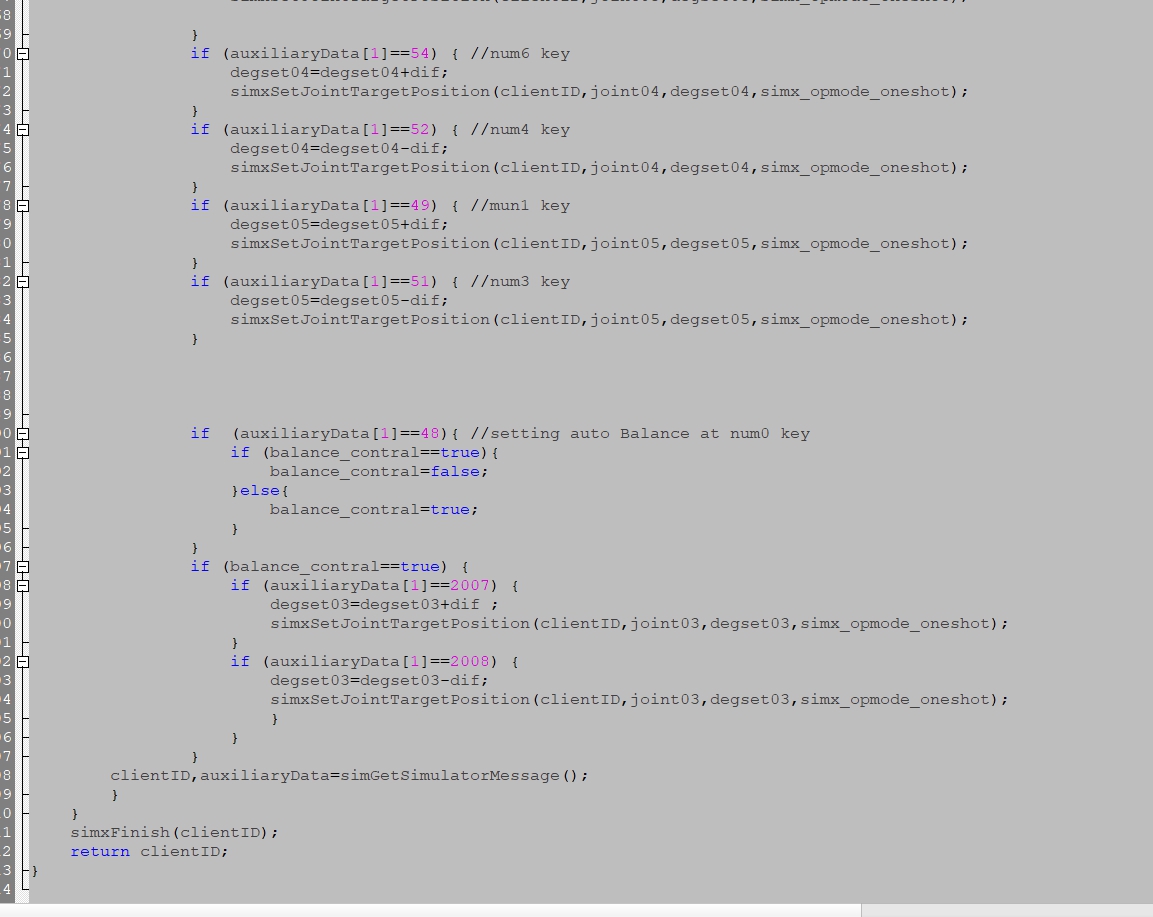 8
9 }
0 if (auxiliaryData[1]==54) { //num6 key
1 degset04=degset04+dif;
2 simxSetJointTargetPosition(clientID,joint04,degset04,simx_opmode_oneshot);
3 }
4 if (auxiliaryData[1]==52) { //num4 key
5 degset04=degset04-dif;
6 simxSetJointTargetPosition(clientID,joint04,degset04,simx_opmode_oneshot);
7 }
8 if (auxiliaryData[1]==49) { //mun1 key
9 degset05=degset05+dif;
0 simxSetJointTargetPosition(clientID,joint05,degset05,simx_opmode_oneshot);
1 }
2 if (auxiliaryData[1]==51) { //num3 key
3 degset05=degset05-dif;
4 simxSetJointTargetPosition(clientID,joint05,degset05,simx_opmode_oneshot);
5 }
6
7
8
9
0 if (auxiliaryData[1]==48){ //setting auto Balance at num0 key
1 if (balance_contral==true){
2 balance_contral=false;
3 }else{
4 balance_contral=true;
5 }
6 }
7 if (balance_contral==true) {
8 if (auxiliaryData[1]==2007) {
9 degset03=degset03+dif ;
0 simxSetJointTargetPosition(clientID,joint03,degset03,simx_opmode_oneshot);
1 }
2 if (auxiliaryData[1]==2008) {
3 degset03=degset03-dif;
4 simxSetJointTargetPosition(clientID,joint03,degset03,simx_opmode_oneshot);
5 }
6 }
7 }
8 clientID,auxiliaryData=simGetSimulatorMessage();
9 }
0 }
1 simxFinish(clientID);
2 return clientID;
3 }
4